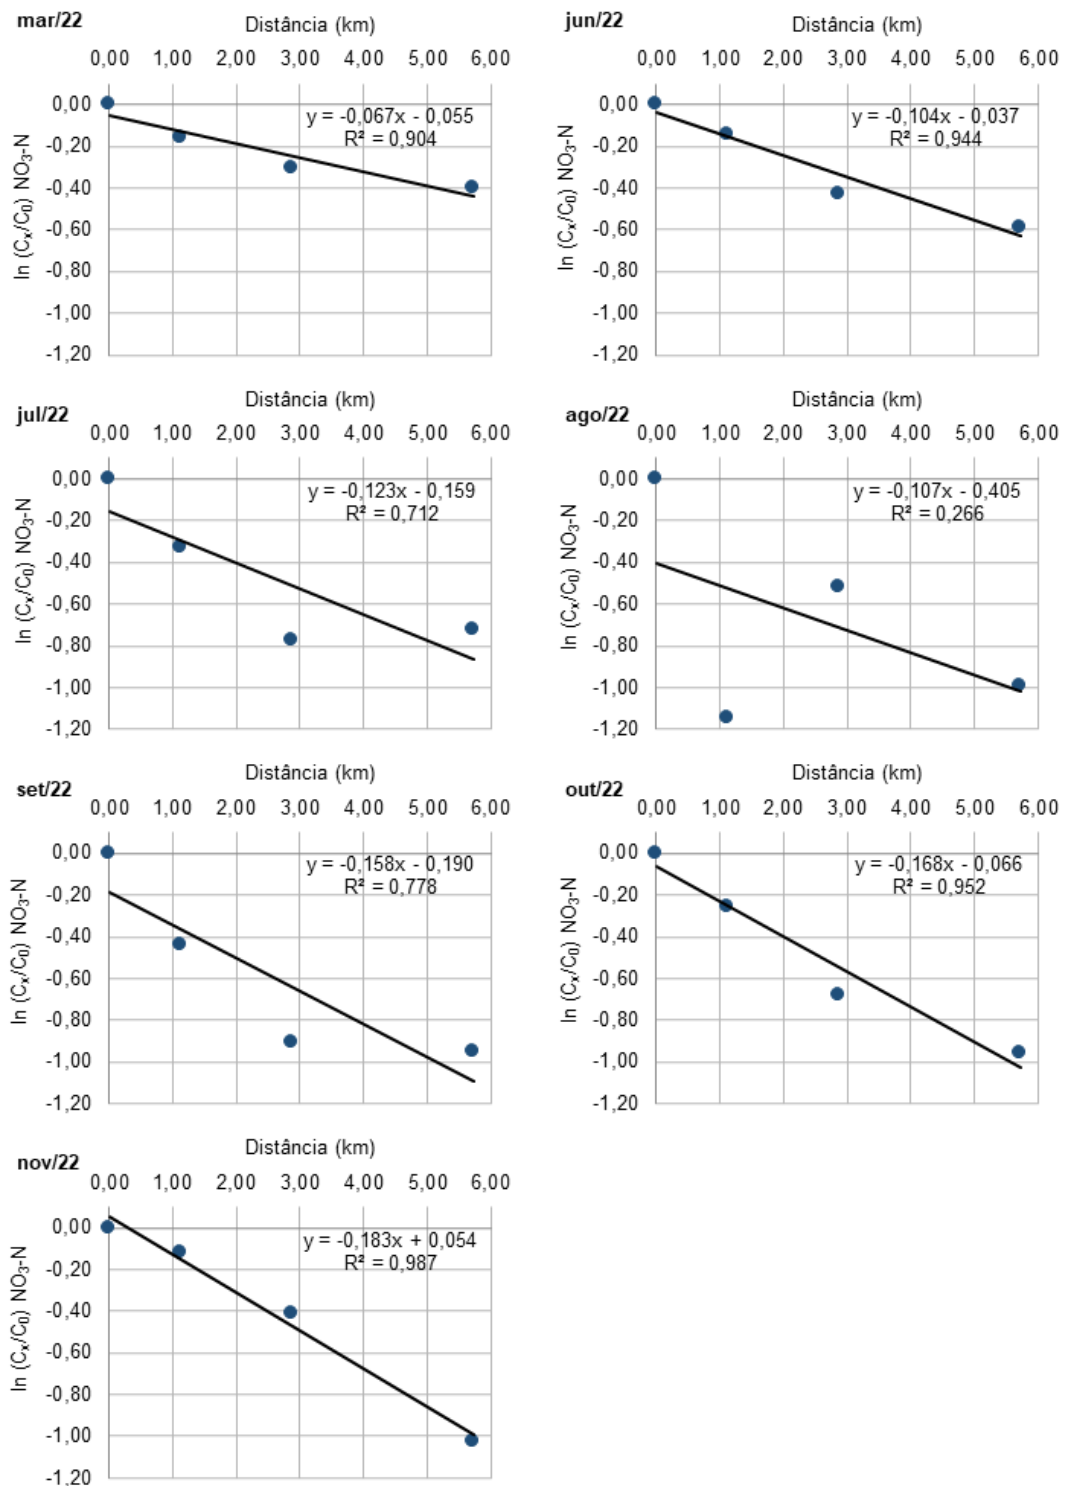 mar/22
Distância (km)
0,00 1,00 2,00 3,00 4,00 5,00 6,00
ln (Cx/C0) NO3-N
0,00
-0,20
-0,40
-0,60
-0,80
-1,00
-1,20
y = -0,067x - 0,055
R² = 0,904
jun/22
Distância (km)
0,00 1,00 2,00 3,00 4,00 5,00 6,00
ln (Cx/C0) NO3-N
0,00
-0,20
-0,40
-0,60
-0,80
-1,00
-1,20
y = -0,104x - 0,037
R² = 0,944
jul/22
Distância (km)
0,00 1,00 2,00 3,00 4,00 5,00 6,00
ln (Cx/C0) NO3-N
0,00
-0,20
-0,40
-0,60
-0,80
-1,00
-1,20
y = -0,123x - 0,159
R² = 0,712
ago/22
Distância (km)
0,00 1,00 2,00 3,00 4,00 5,00 6,00
ln (Cx/C0) NO3-N
0,00
-0,20
-0,40
-0,60
-0,80
-1,00
-1,20
y = -0,107x - 0,405
R² = 0,266
set/22
Distância (km)
0,00 1,00 2,00 3,00 4,00 5,00 6,00
ln (Cx/C0) NO3-N
0,00
-0,20
-0,40
-0,60
-0,80
-1,00
-1,20
y = -0,158x - 0,190
R² = 0,778
out/22
Distância (km)
0,00 1,00 2,00 3,00 4,00 5,00 6,00
ln (Cx/C0) NO3-N
0,00
-0,20
-0,40
-0,60
-0,80
-1,00
-1,20
y = -0,168x - 0,066
R² = 0,952
nov/22
Distância (km)
0,00 1,00 2,00 3,00 4,00 5,00 6,00
ln (Cx/C0) NO3-N
0,00
-0,20
-0,40
-0,60
-0,80
-1,00
-1,20
y = -0,183x + 0,054
R² = 0,987